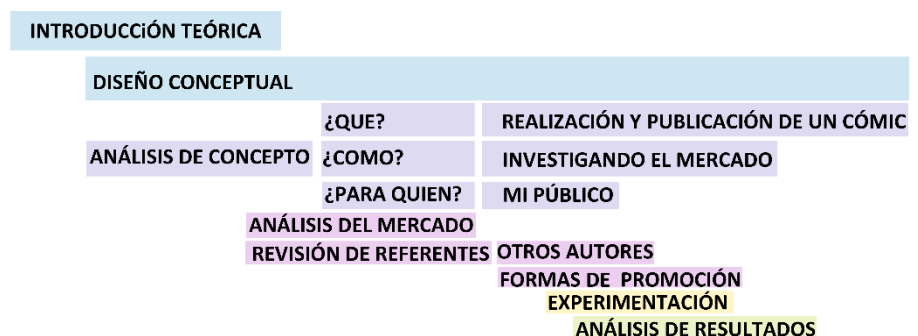 INTRODUCCiÓN TEÓRICA
DISEÑO CONCEPTUAL
¿QUE? REALIZACIÓN Y PUBLICACIÓN DE UN CÓMIC
ANÁLISIS DE CONCEPTO ¿COMO? INVESTIGANDO EL MERCADO
¿PARA QUIEN? MI PÚBLICO
ANÁLISIS DEL MERCADO
REVISIÓN DE REFERENTES OTROS AUTORES
FORMAS DE PROMOCIÓN
EXPERIMENTACIÓN
ANÁLISIS DE RESULTADOS